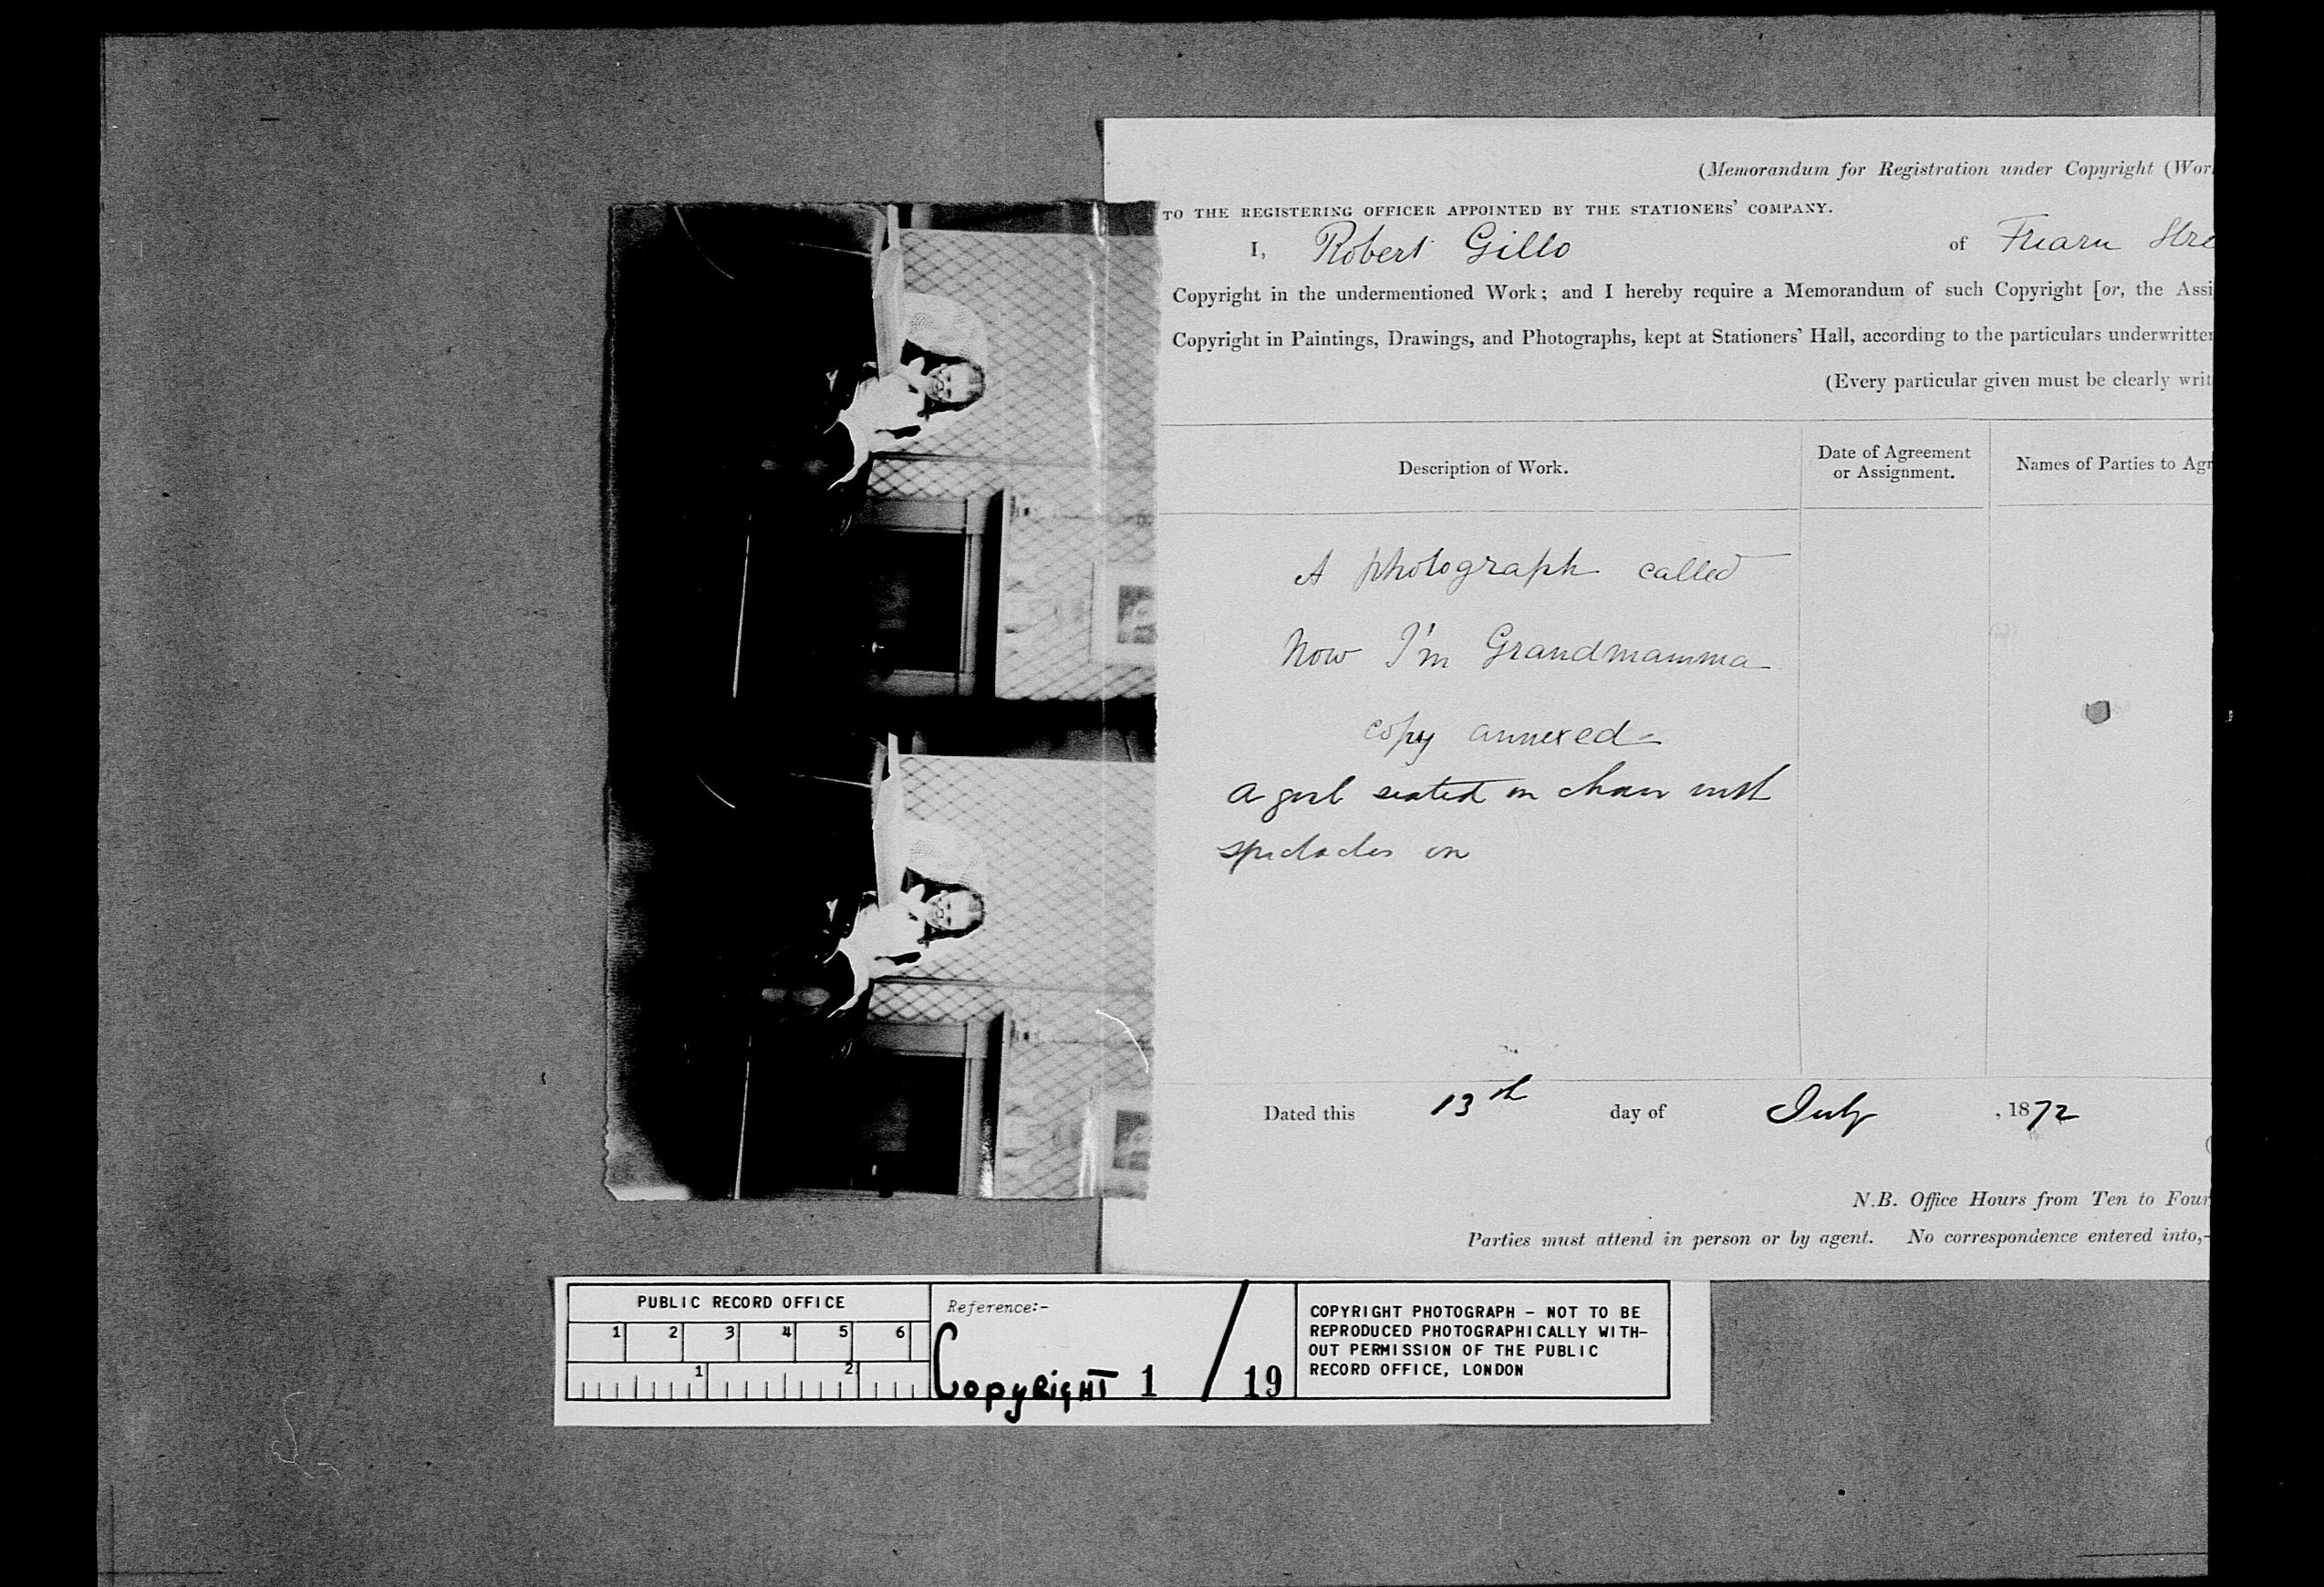 (Memorandum for Registration under Copyright (Wor
TO THE REGISTERING OFFICER APPOINTED BY THE STATIONERS' COMPANY.
I, Robert Gillo of Friarn Stre
Copyright in the undermentioned Work; and I hereby require a Memorandum of such Copyright [or, the Assi
Copyright in Paintings, Drawings, and Photographs, kept at Stationers' Hall, according to the particulars underwritten
(Every particular given must be clearly writ
Description of Work.
Date of Agreement
or Assignment.
Names of Parties to Agr
A photograph called
Now I'm Grandmamma
copy annexed
A girl seated on chair with
spectacles on
Dated this 13th day of July, 1872
N.B. Office Hours from Ten to Four
Parties must attend in person or by agent. No correspondence entered into,-
PUBLIC RECORD OFFICE
1 2 3 4 5 6
1 2
Reference:-
Copyright 1 / 19
COPYRIGHT PHOTOGRAPH - NOT TO BE
REPRODUCED PHOTOGRAPHICALLY WITH-
OUT PERMISSION OF THE PUBLIC
RECORD OFFICE, LONDON